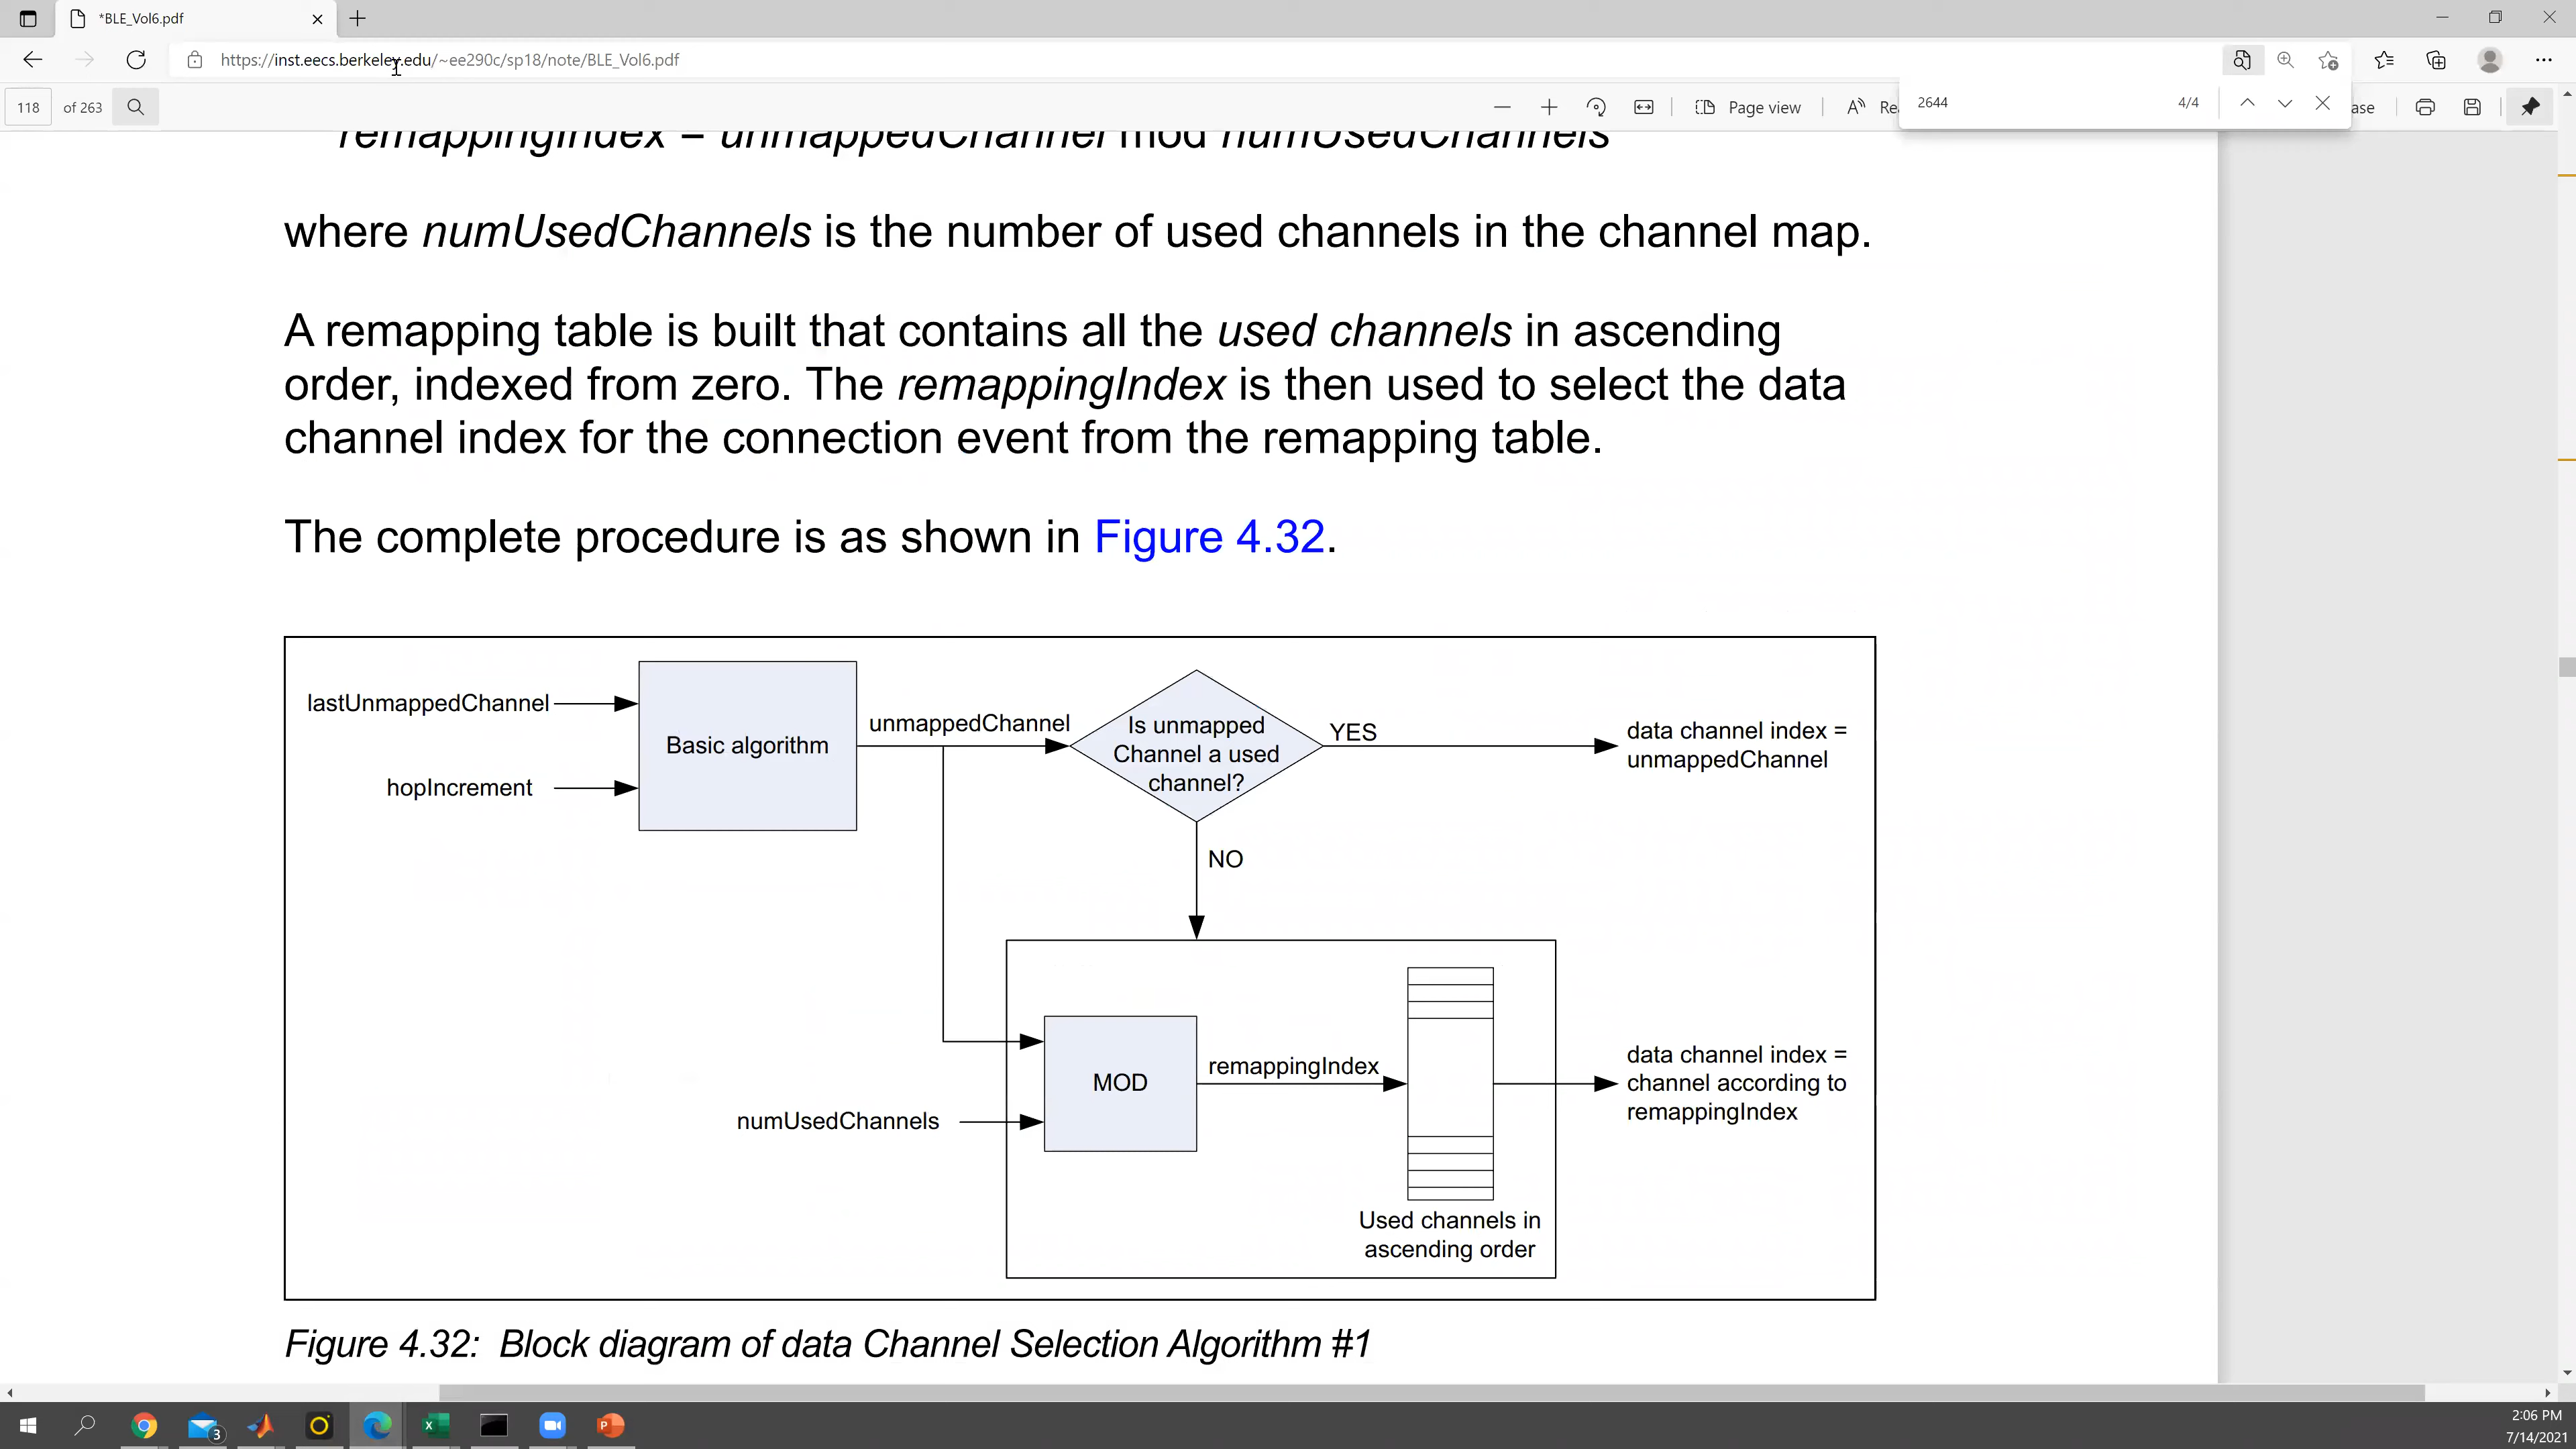 *BLE_Vol6.pdf
https://inst.eecs.berkeley.edu/~ee290c/sp18/note/BLE_Vol6.pdf
118 of 263
Page view
2644
4/4
remappingIndex = unmappedChannel mod numUsedChannels
where numUsedChannels is the number of used channels in the channel map.
A remapping table is built that contains all the used channels in ascending
order, indexed from zero. The remappingIndex is then used to select the data
channel index for the connection event from the remapping table.
The complete procedure is as shown in Figure 4.32.
lastUnmappedChannel
hopIncrement
Basic algorithm
unmappedChannel
Is unmapped
Channel a used
channel?
YES
data channel index =
unmappedChannel
NO
numUsedChannels
MOD
remappingIndex
Used channels in
ascending order
data channel index =
channel according to
remappingIndex
Figure 4.32: Block diagram of data Channel Selection Algorithm #1
3
2:06 PM
7/14/2021